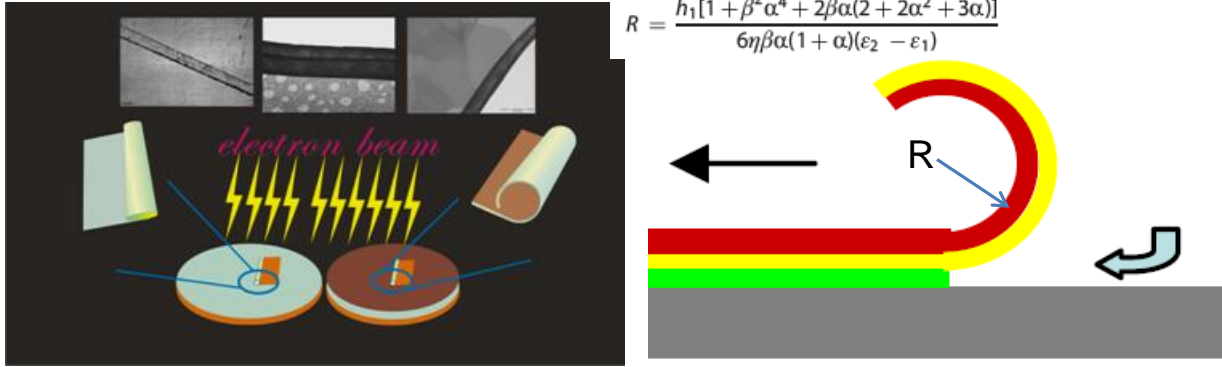 electron beam
R = h₁[1 + β²α⁴ + 2βα(2 + 2α² + 3α)] / 6ηβα(1 + α)(ε₂ − ε₁)
R